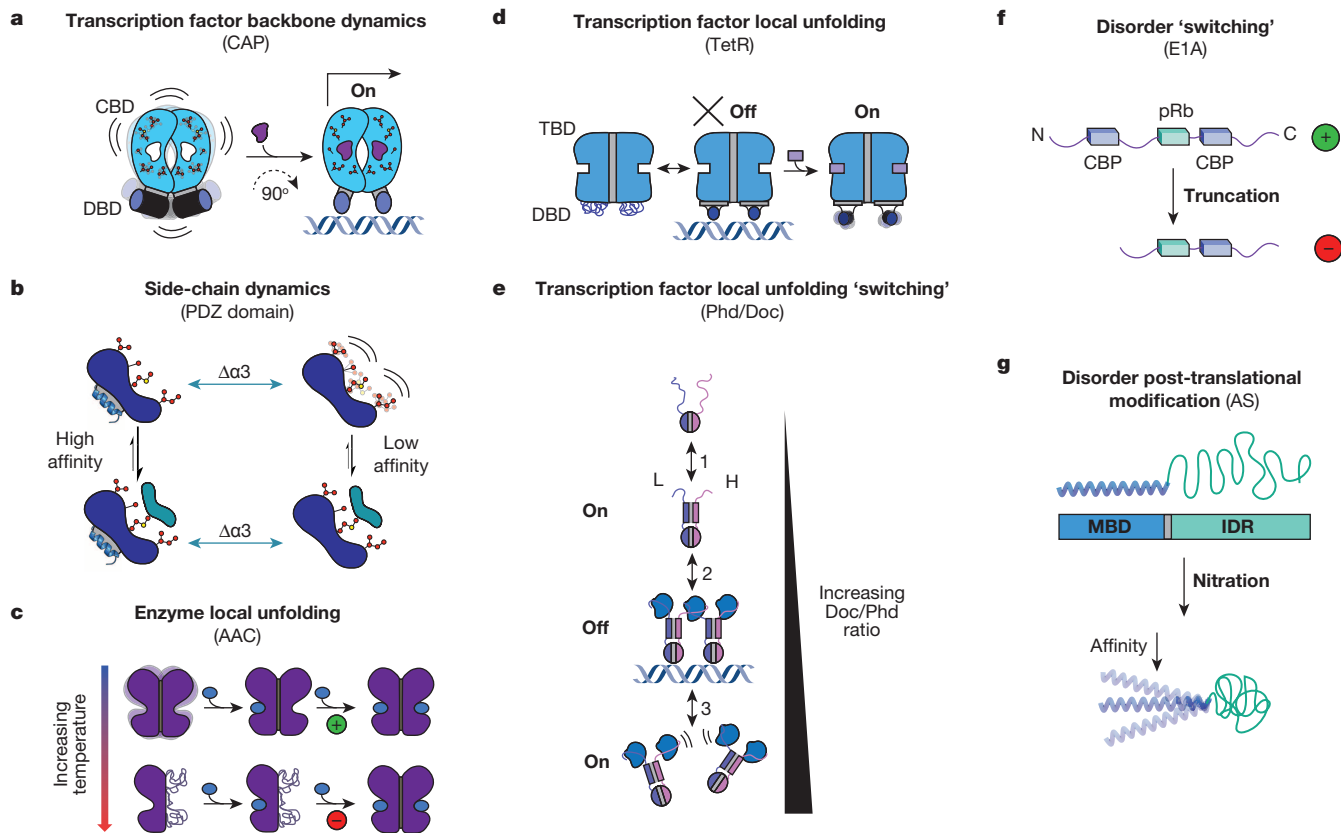 a
Transcription factor backbone dynamics
(CAP)
CBD
On
DBD
90°
b
Side-chain dynamics
(PDZ domain)
Δα3
High
affinity
Low
affinity
Δα3
c
Enzyme local unfolding
(AAC)
Increasing
temperature
+
−
d
Transcription factor local unfolding
(TetR)
Off
On
TBD
DBD
e
Transcription factor local unfolding ‘switching’
(Phd/Doc)
1
L
H
On
2
Off
Increasing
Doc/Phd
ratio
3
On
f
Disorder ‘switching’
(E1A)
pRb
N
C
+
CBP
CBP
Truncation
−
g
Disorder post-translational
modification (AS)
MBD
IDR
Nitration
Affinity